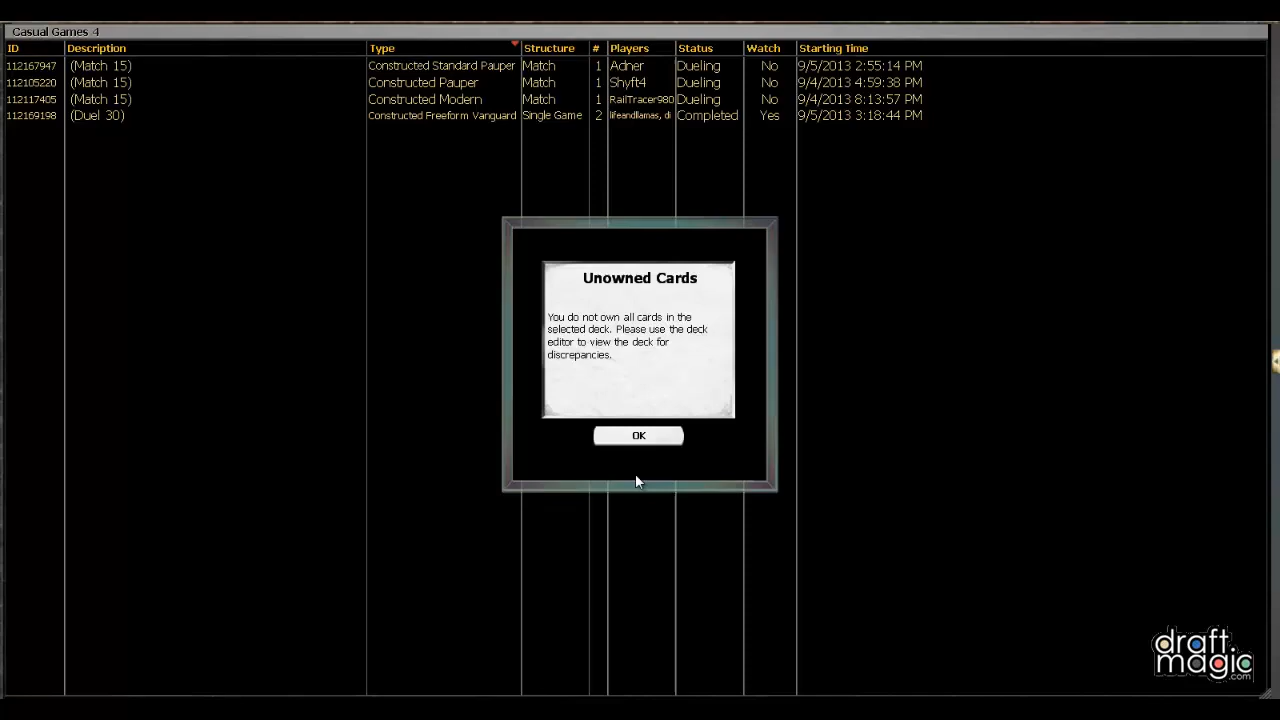 Casual Games 4
ID Description Type Structure # Players Status Watch Starting Time
112167947 (Match 15) Constructed Standard Pauper Match 1 Adner Dueling No 9/5/2013 2:55:14 PM
112105220 (Match 15) Constructed Pauper Match 1 Shyft4 Dueling No 9/4/2013 4:59:38 PM
112117405 (Match 15) Constructed Modern Match 1 RailTracer980 Dueling No 9/4/2013 8:13:57 PM
112169198 (Duel 30) Constructed Freeform Vanguard Single Game 2 lifeandllamas, di Completed Yes 9/5/2013 3:18:44 PM
Unowned Cards
You do not own all cards in the
selected deck. Please use the deck
editor to view the deck for
discrepancies.
OK
draft
magic.com